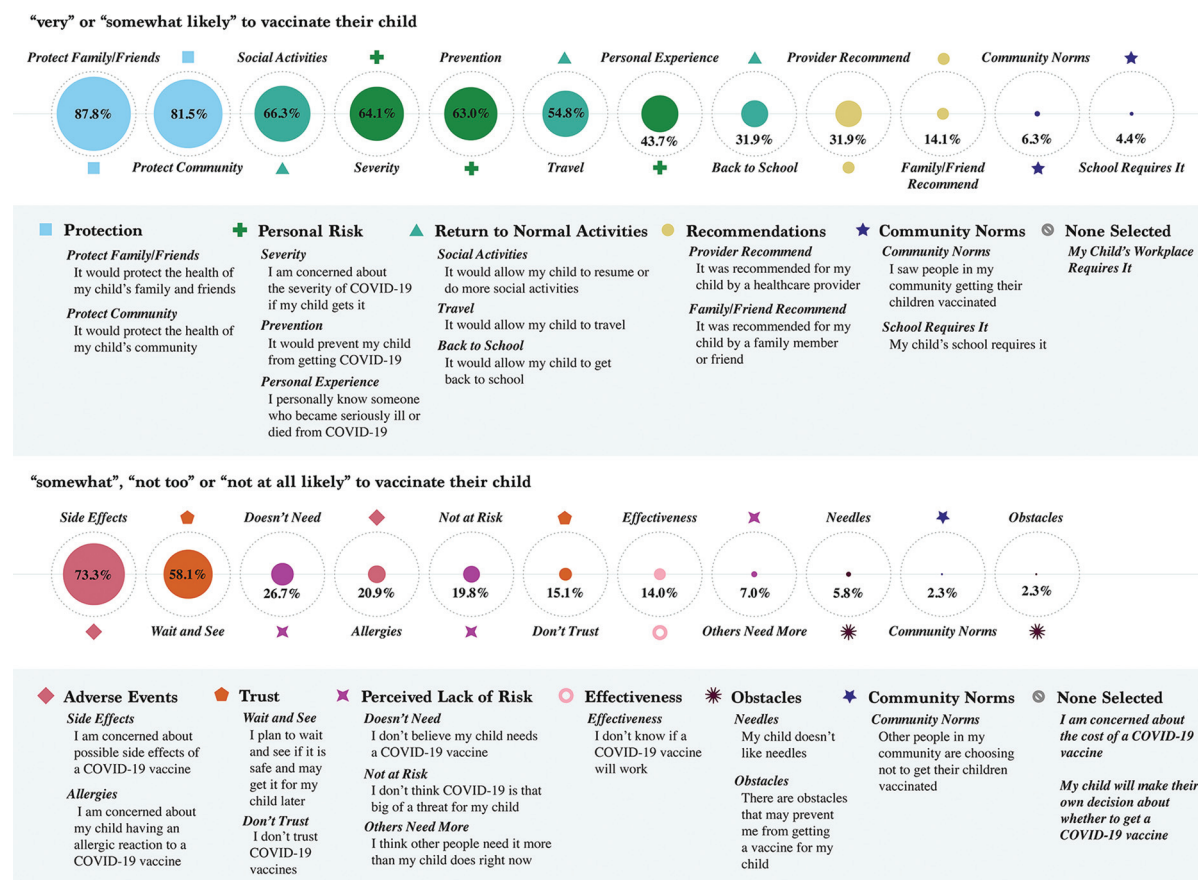 “very” or “somewhat likely” to vaccinate their child
Protect Family/Friends
Social Activities
Prevention
Personal Experience
Provider Recommend
Community Norms
87.8%
81.5%
66.3%
64.1%
63.0%
54.8%
43.7%
31.9%
31.9%
14.1%
6.3%
4.4%
Protect Community
Severity
Travel
Back to School
Family/Friend
Recommend
School Requires It
Protection
Protect Family/Friends
It would protect the health of
my child’s family and friends
Protect Community
It would protect the health of
my child’s community
Personal Risk
Severity
I am concerned about
the severity of COVID-19
if my child gets it
Prevention
It would prevent my child
from getting COVID-19
Personal Experience
I personally know someone
who became seriously ill or
died from COVID-19
Return to Normal Activities
Social Activities
It would allow my child to resume or
do more social activities
Travel
It would allow my child to travel
Back to School
It would allow my child to get
back to school
Recommendations
Provider Recommend
It was recommended for my
child by a healthcare provider
Family/Friend Recommend
It was recommended for my
child by a family member
or friend
Community Norms
Community Norms
I saw people in my
community getting their
children vaccinated
School Requires It
My child’s school requires it
None Selected
My Child’s Workplace
Requires It
“somewhat”, “not too” or “not at all likely” to vaccinate their child
Side Effects
Doesn’t Need
Not at Risk
Effectiveness
Needles
Obstacles
73.3%
58.1%
26.7%
20.9%
19.8%
15.1%
14.0%
7.0%
5.8%
2.3%
2.3%
Wait and See
Allergies
Don’t Trust
Others Need More
Community Norms
Adverse Events
Side Effects
I am concerned about
possible side effects of
a COVID-19 vaccine
Allergies
I am concerned about
my child having an
allergic reaction to a
COVID-19 vaccine
Trust
Wait and See
I plan to wait
and see if it is
safe and may
get it for my
child later
Don’t Trust
I don’t trust
COVID-19
vaccines
Perceived Lack of Risk
Doesn’t Need
I don’t believe my child needs
a COVID-19 vaccine
Not at Risk
I don’t think COVID-19 is that
big of a threat for my child
Others Need More
I think other people need it more
than my child does right now
Effectiveness
Effectiveness
I don’t know if a
COVID-19 vaccine
will work
Obstacles
Needles
My child doesn’t
like needles
Obstacles
There are obstacles
that may prevent
me from getting
a vaccine for my
child
Community Norms
Community Norms
Other people in my
community are choosing
not to get their children
vaccinated
None Selected
I am concerned about
the cost of a COVID-19
vaccine
My child will make their
own decision about
whether to get a
COVID-19 vaccine